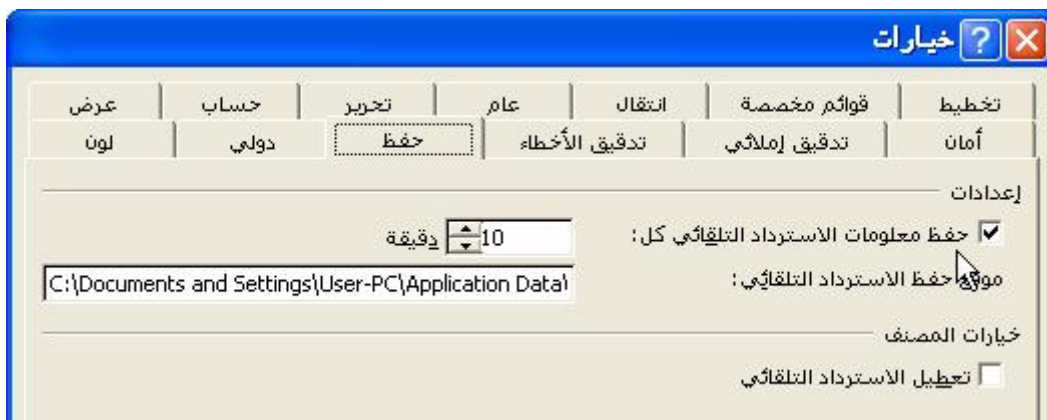 خيارات
تخطيط قوائم مخصصة انتقال عام تحرير حساب عرض
أمان تدقيق إملائي تدقيق الأخطاء حفظ دولي لون
إعدادات
حفظ معلومات الاسترداد التلقائي كل: 10 دقيقة
موقع حفظ الاسترداد التلقائي: C:\Documents and Settings\User-PC\Application Data\
خيارات المصنف
تعطيل الاسترداد التلقائي